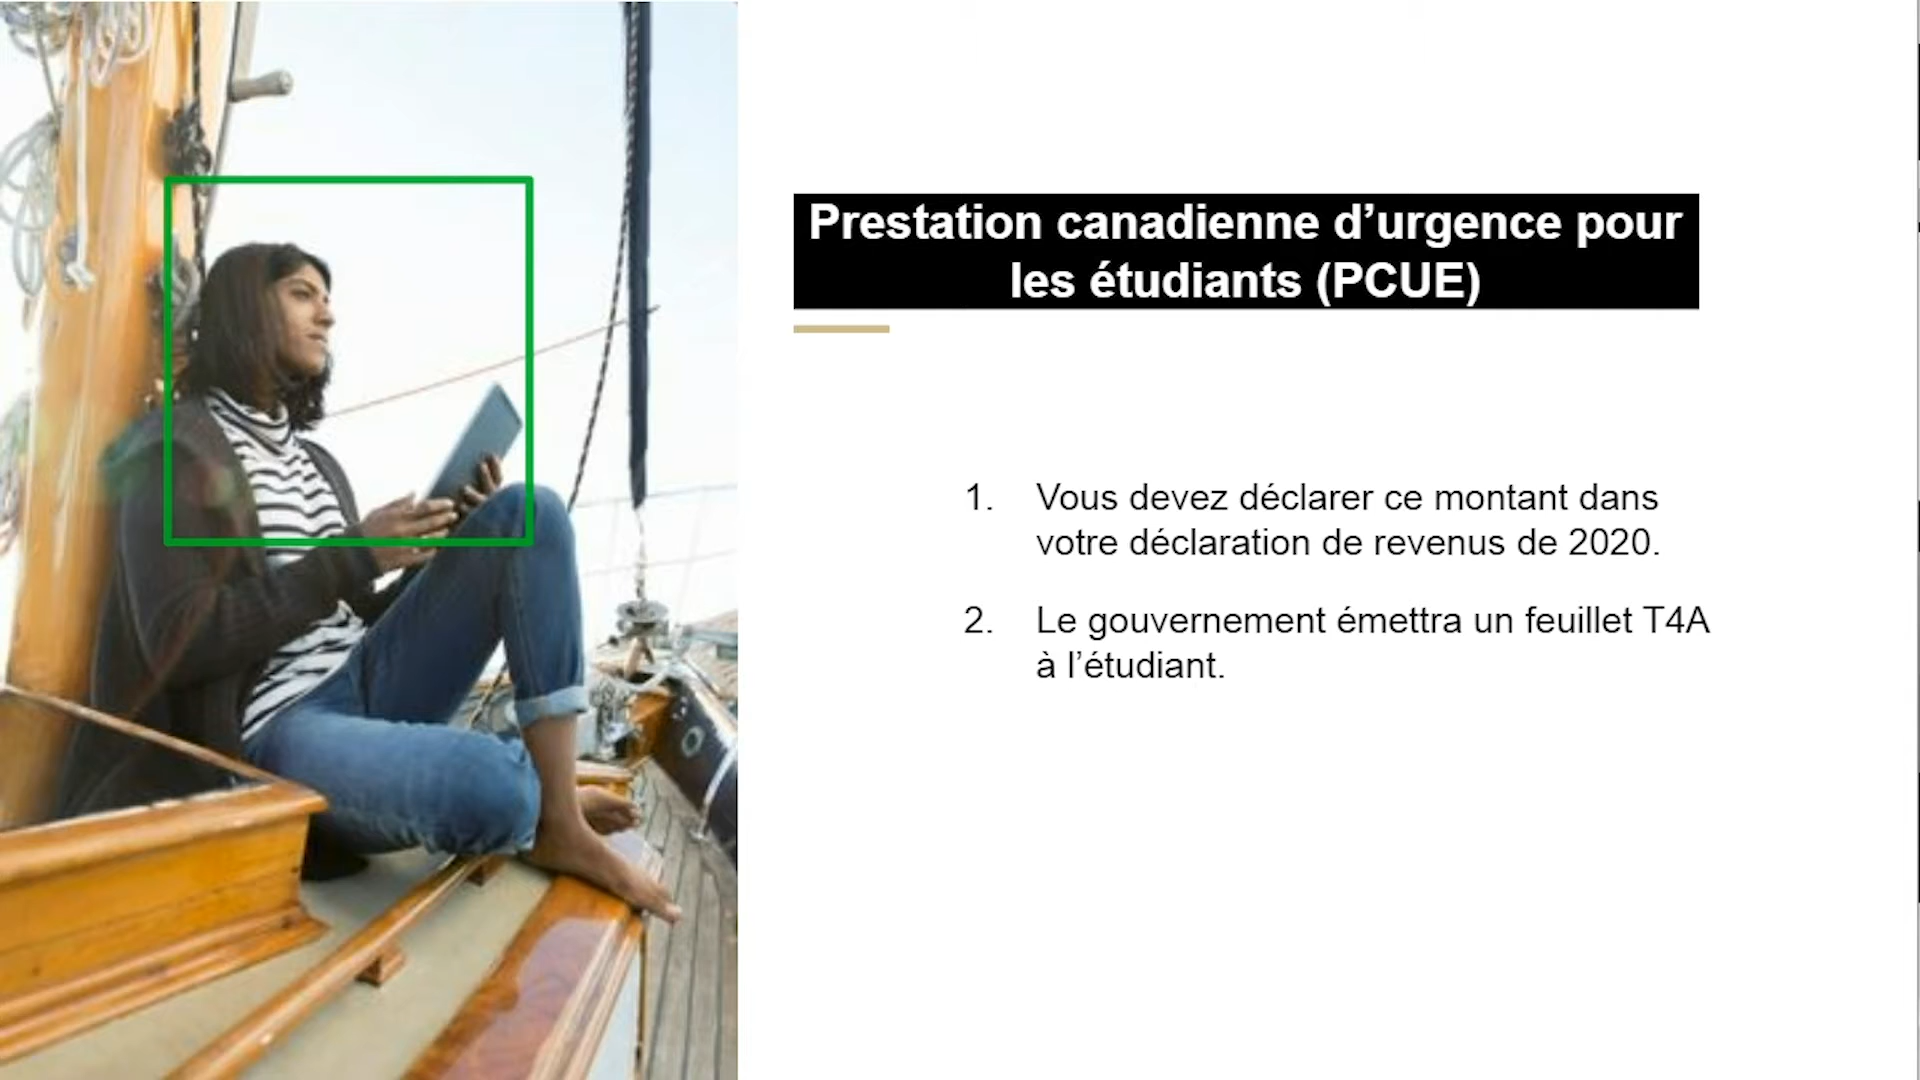 Prestation canadienne d’urgence pour
les étudiants (PCUE)
1. Vous devez déclarer ce montant dans
votre déclaration de revenus de 2020.
2. Le gouvernement émettra un feuillet T4A
à l’étudiant.